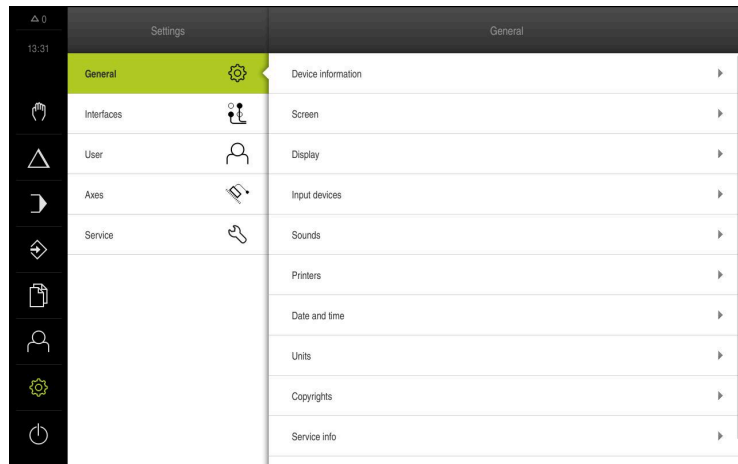 0
13:31
Settings
General
General
Interfaces
User
Axes
Service
Device information
Screen
Display
Input devices
Sounds
Printers
Date and time
Units
Copyrights
Service info